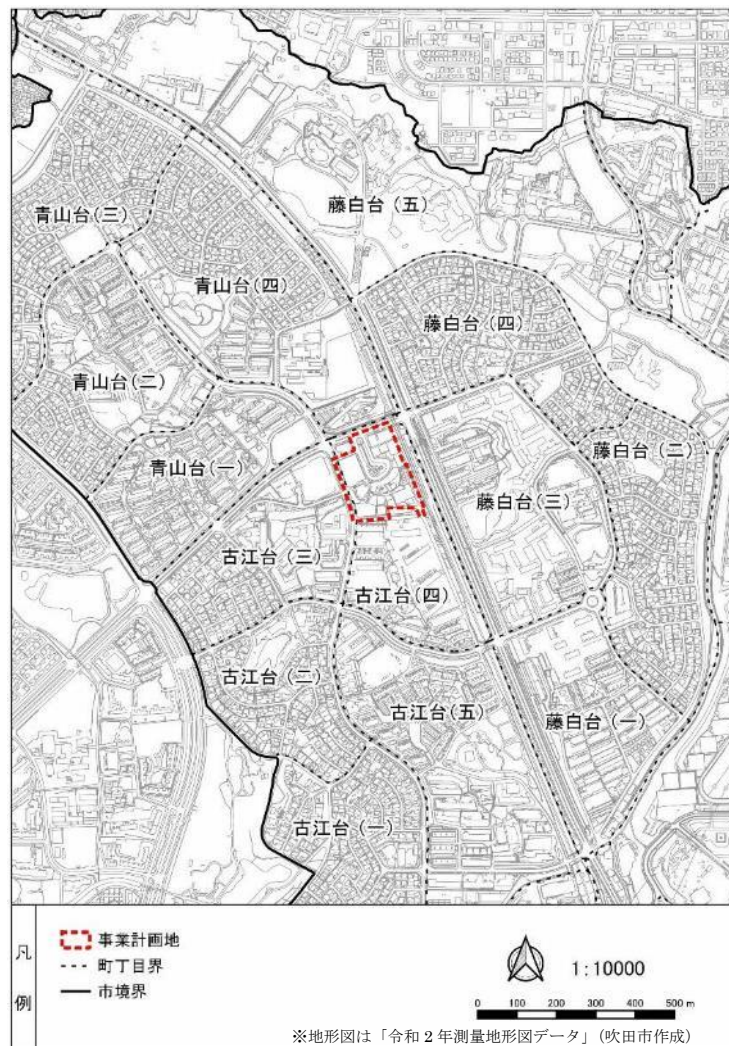 藤白台(五)
青山台(三)
青山台(四)
藤白台(四)
青山台(二)
藤白台(二)
青山台(一)
藤白台(三)
古江台(三)
古江台(四)
古江台(二)
古江台(五)
藤白台(一)
古江台(一)
凡例
事業計画地
町丁目界
市境界
1:10000
0 100 200 300 400 500 m
※地形図は「令和2年測量地形図データ」(吹田市作成)